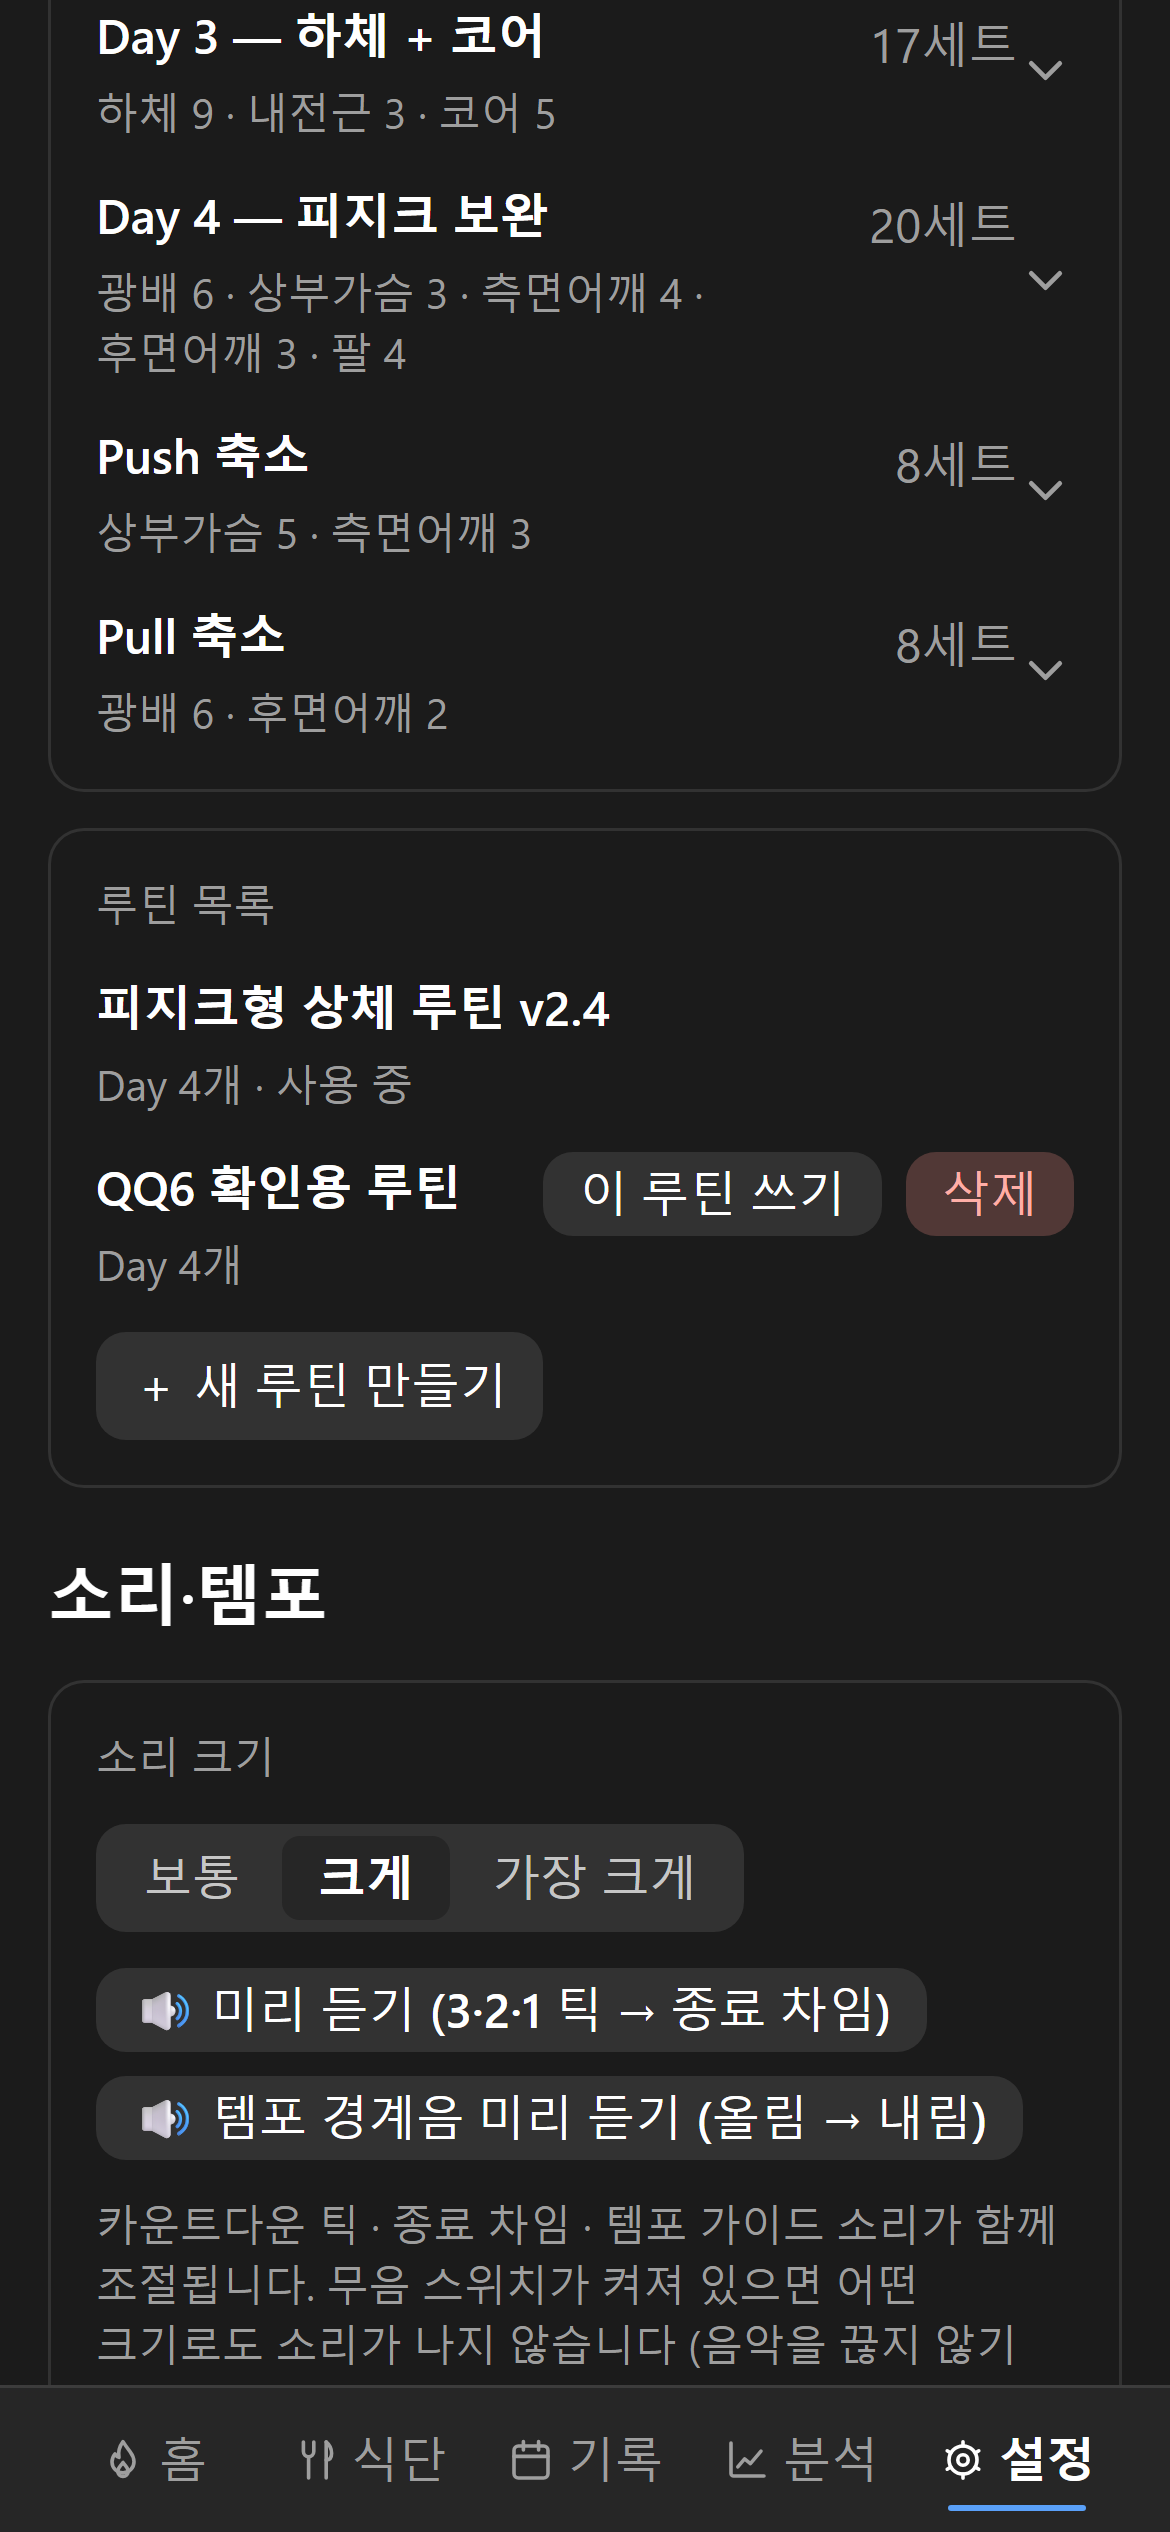 Day 3 — 하체 + 코어
17세트
하체 9 · 내전근 3 · 코어 5
Day 4 — 피지크 보완
20세트
광배 6 · 상부가슴 3 · 측면어깨 4 ·
후면어깨 3 · 팔 4
Push 축소
8세트
상부가슴 5 · 측면어깨 3
Pull 축소
8세트
광배 6 · 후면어깨 2
루틴 목록
피지크형 상체 루틴 v2.4
Day 4개 · 사용 중
QQ6 확인용 루틴
이 루틴 쓰기
삭제
Day 4개
+ 새 루틴 만들기
소리·템포
소리 크기
보통 크게 가장 크게
🔊 미리 듣기 (3·2·1 틱 → 종료 차임)
🔊 템포 경계음 미리 듣기 (올림 → 내림)
카운트다운 틱 · 종료 차임 · 템포 가이드 소리가 함께
조절됩니다. 무음 스위치가 켜져 있으면 어떤
크기로도 소리가 나지 않습니다 (음악을 끊지 않기
홈 식단 기록 분석 설정